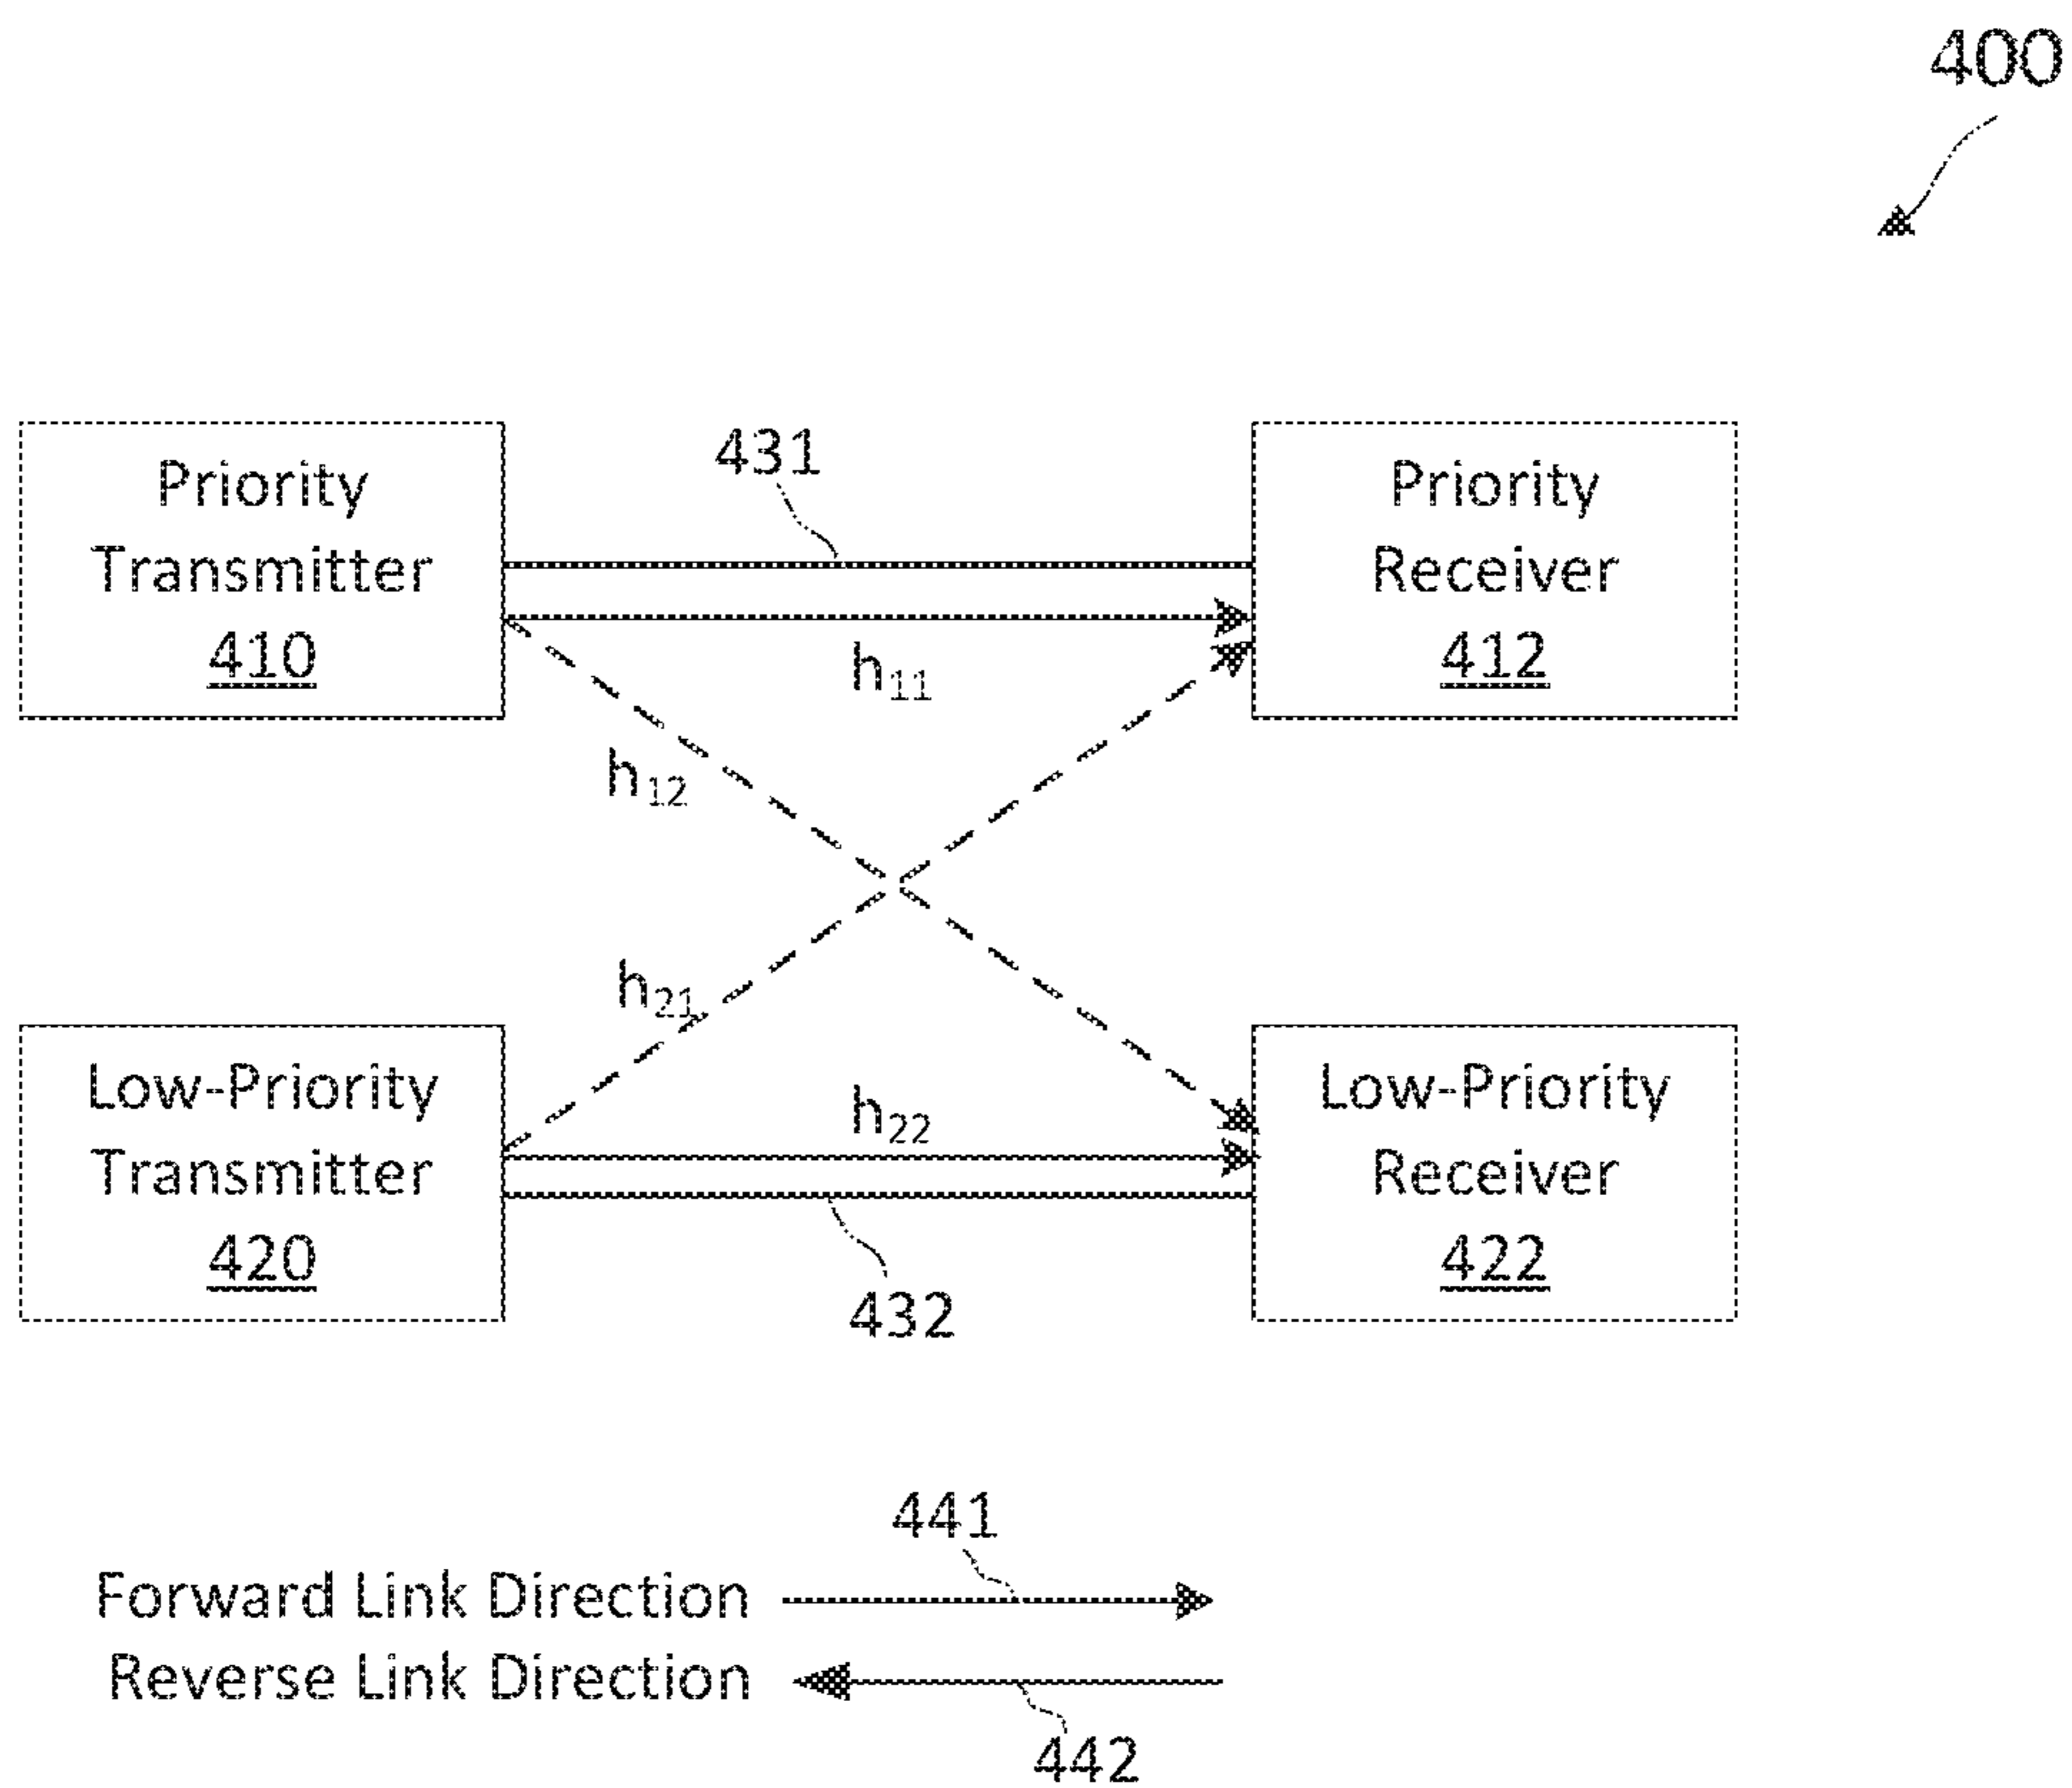 400
431
Priority
Transmitter
410
Priority
Receiver
412
h11
h12
h21
Low-Priority
Transmitter
420
h22
Low-Priority
Receiver
422
432
441
Forward Link Direction
Reverse Link Direction
442